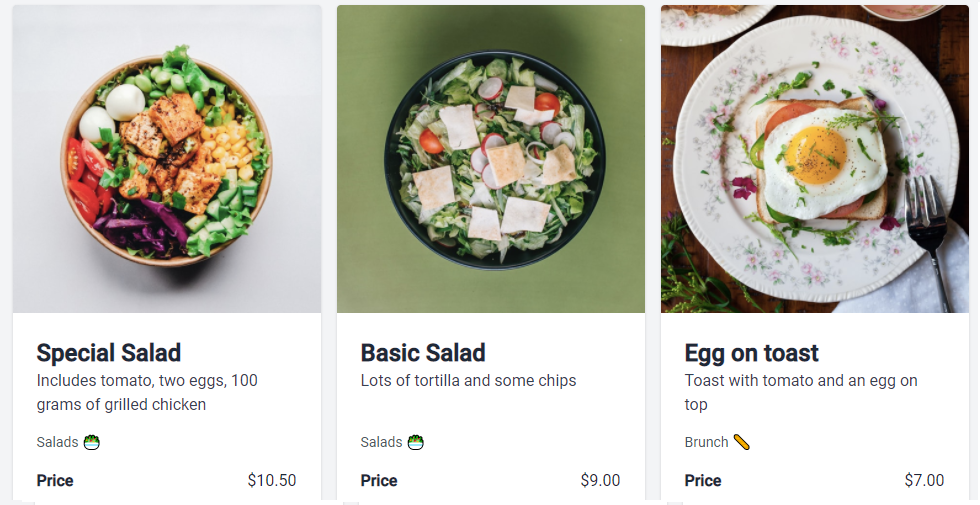 Special Salad
Includes tomato, two eggs, 100
grams of grilled chicken
Salads 🥗
Price $10.50
Basic Salad
Lots of tortilla and some chips
Salads 🥗
Price $9.00
Egg on toast
Toast with tomato and an egg on
top
Brunch 🥖
Price $7.00